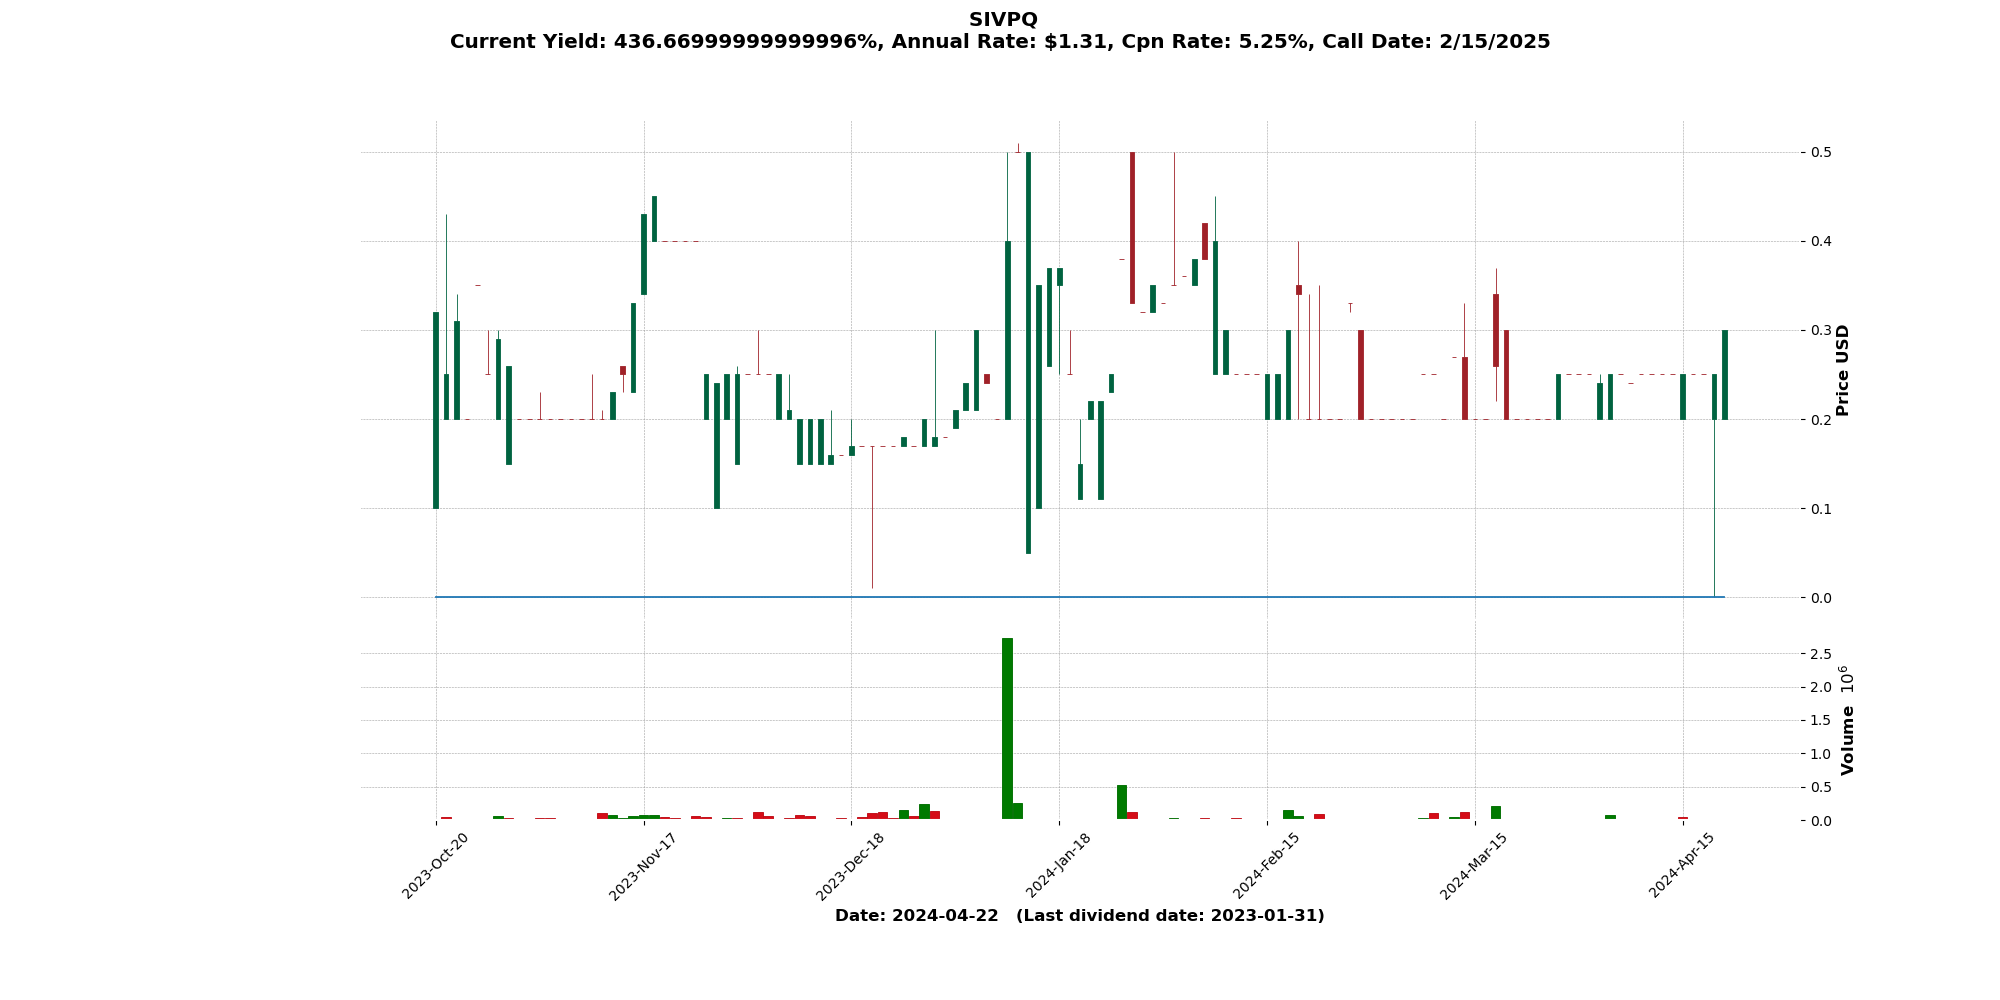 SIVPQ
Current Yield: 436.66999999999996%, Annual Rate: $1.31, Cpn Rate: 5.25%, Call Date: 2/15/2025
0.5
0.4
0.3
0.2
0.1
0.0
Price USD
2.5
2.0
1.5
1.0
0.5
0.0
Volume 10^6
2023-Oct-20
2023-Nov-17
2023-Dec-18
2024-Jan-18
2024-Feb-15
2024-Mar-15
2024-Apr-15
Date: 2024-04-22 (Last dividend date: 2023-01-31)